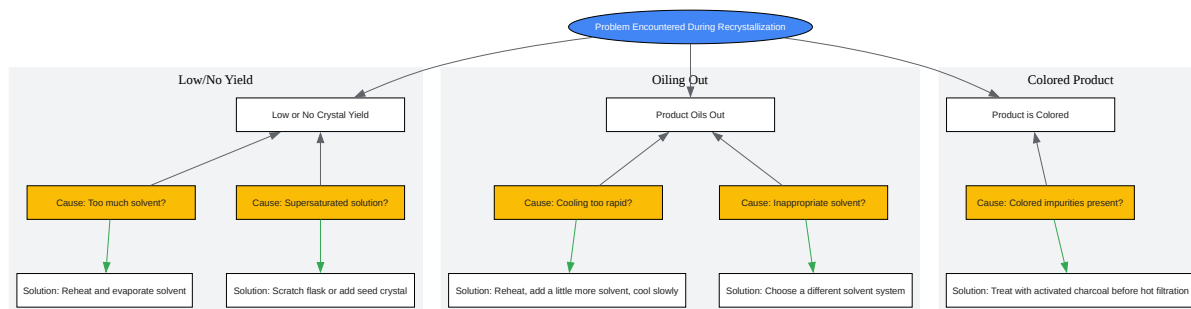 Problem Encountered During Recrystallization
Low/No Yield
Oiling Out
Colored Product
Low or No Crystal Yield
Product Oils Out
Product is Colored
Cause: Too much solvent?
Cause: Supersaturated solution?
Cause: Cooling too rapid?
Cause: Inappropriate solvent?
Cause: Colored impurities present?
Solution: Reheat and evaporate solvent
Solution: Scratch flask or add seed crystal
Solution: Reheat, add a little more solvent, cool slowly
Solution: Choose a different solvent system
Solution: Treat with activated charcoal before hot filtration